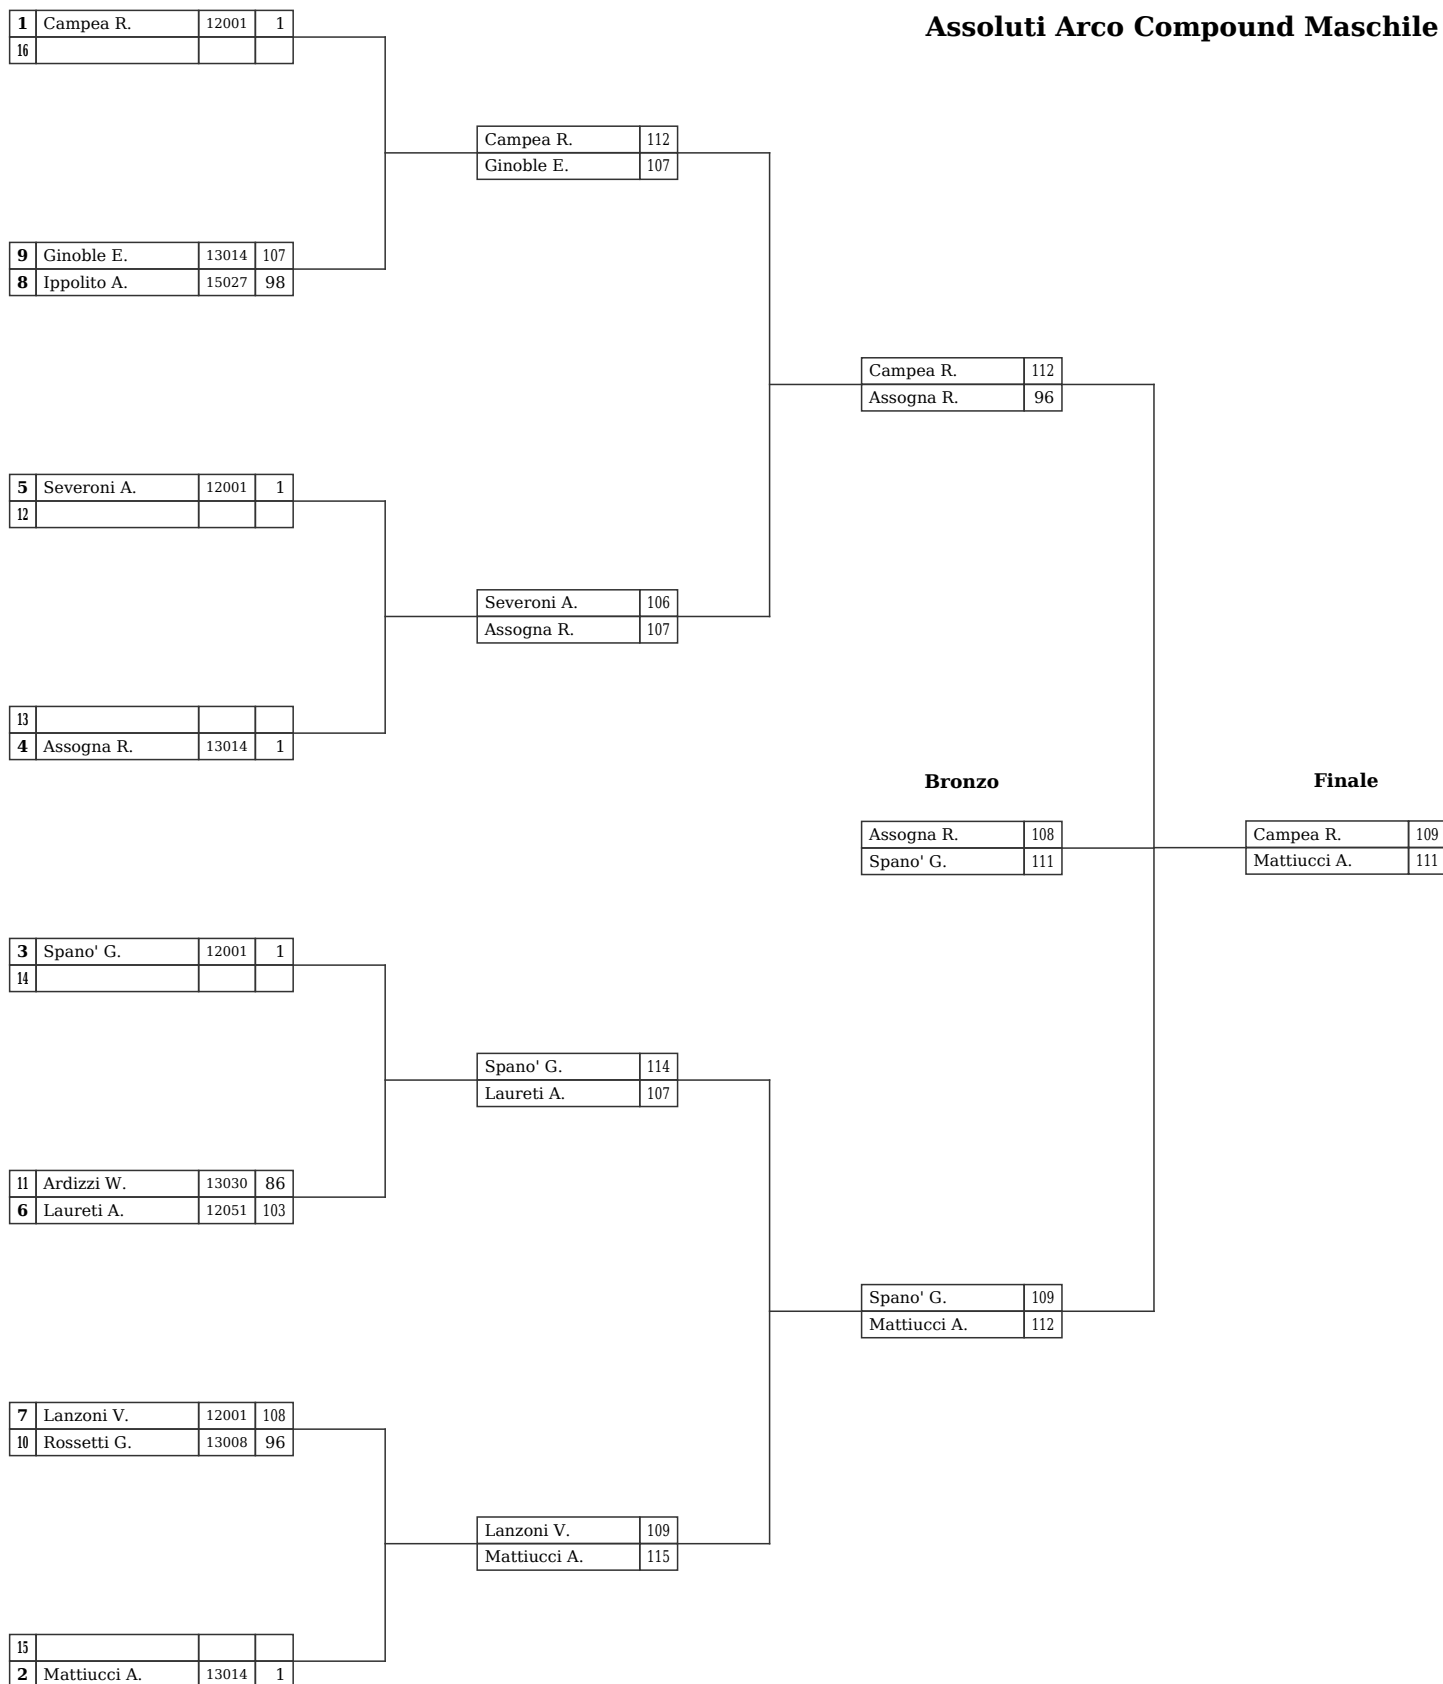 Assoluti Arco Compound Maschile
1 Campea R. 12001 1
16
Campea R. 112
Ginoble E. 107
9 Ginoble E. 13014 107
8 Ippolito A. 15027 98
Campea R. 112
Assogna R. 96
5 Severoni A. 12001 1
12
Severoni A. 106
Assogna R. 107
13
4 Assogna R. 13014 1
Bronzo Finale
Assogna R. 108 Campea R. 109
Spano' G. 111 Mattiucci A. 111
3 Spano' G. 12001 1
14
Spano' G. 114
Laureti A. 107
11 Ardizzi W. 13030 86
6 Laureti A. 12051 103
Spano' G. 109
Mattiucci A. 112
7 Lanzoni V. 12001 108
10 Rossetti G. 13008 96
Lanzoni V. 109
Mattiucci A. 115
15
2 Mattiucci A. 13014 1